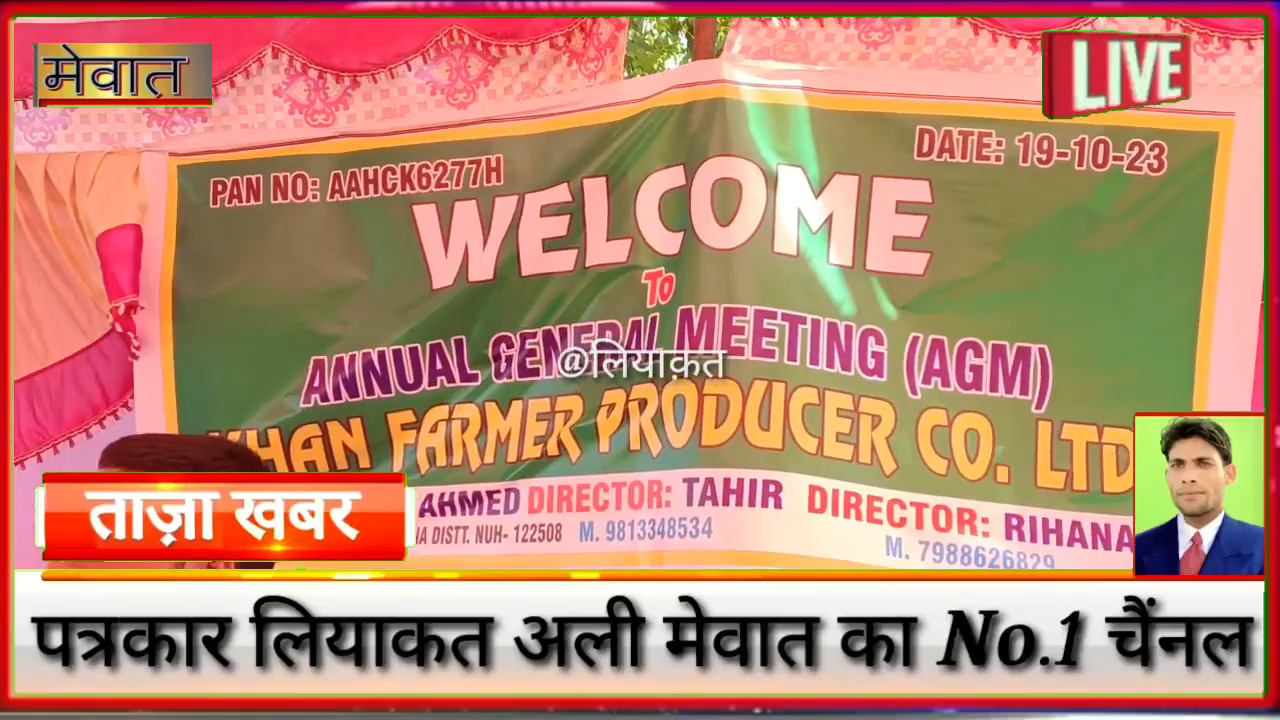 मेवात
LIVE
PAN NO: AAHCK6277H
DATE: 19-10-23
WELCOME
To
ANNUAL GENERAL MEETING (AGM)
@लियाक़त
KHAN FARMER PRODUCER CO. LTD
AHMED DIRECTOR: TAHIR DIRECTOR: RIHANA
DISTT. NUH- 122508 M. 9813348534
M. 7988626829
ताज़ा खबर
पत्रकार लियाकत अली मेवात का No.1 चैंनल